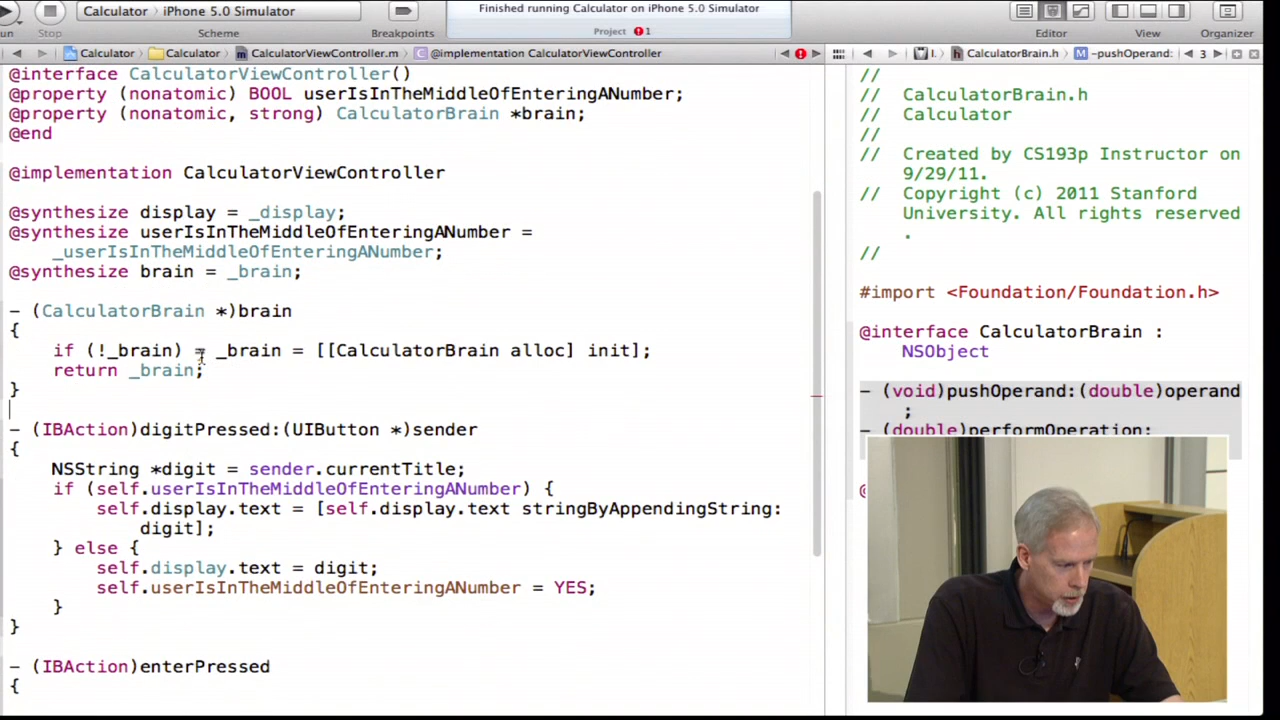 Calculator iPhone 5.0 Simulator
Finished running Calculator on iPhone 5.0 Simulator
Stop Scheme Breakpoints Project 1 Editor View Organizer
Calculator Calculator CalculatorViewController.m @implementation CalculatorViewController
CalculatorBrain.h -pushOperand: 3
@interface CalculatorViewController()
@property (nonatomic) BOOL userIsInTheMiddleOfEnteringANumber;
@property (nonatomic, strong) CalculatorBrain *brain;
@end
@implementation CalculatorViewController
@synthesize display = _display;
@synthesize userIsInTheMiddleOfEnteringANumber =
_userIsInTheMiddleOfEnteringANumber;
@synthesize brain = _brain;
- (CalculatorBrain *)brain
{
if (!_brain) = _brain = [[CalculatorBrain alloc] init];
return _brain;
}
- (IBAction)digitPressed:(UIButton *)sender
{
NSString *digit = sender.currentTitle;
if (self.userIsInTheMiddleOfEnteringANumber) {
self.display.text = [self.display.text stringByAppendingString:
digit];
} else {
self.display.text = digit;
self.userIsInTheMiddleOfEnteringANumber = YES;
}
}
- (IBAction)enterPressed
{
//
// CalculatorBrain.h
// Calculator
//
// Created by CS193p Instructor on
9/29/11.
// Copyright (c) 2011 Stanford
University. All rights reserved
.
//
#import <Foundation/Foundation.h>
@interface CalculatorBrain :
NSObject
- (void)pushOperand:(double)operand
;
- (double)performOperation: